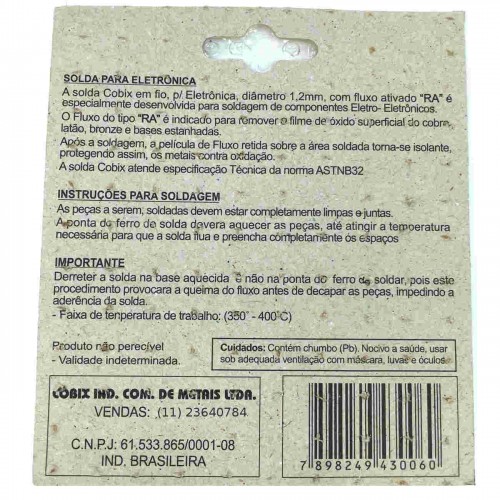 SOLDA PARA ELETRÔNICA
A solda Cobix em fio, p/ Eletrônica, diâmetro 1,2mm, com fluxo ativado "RA" é
especialmente desenvolvida para soldagem de componentes Eletro- Eletrônicos.
O Fluxo do tipo "RA" é indicado para remover o filme de óxido superficial do cobre,
latão, bronze e bases estanhadas.
Após a soldagem, a película de Fluxo retida sobre a área soldada torna-se isolante,
protegendo assim, os metais contra oxidação.
A solda Cobix atende especificação Técnica da norma ASTNB32
INSTRUÇÕES PARA SOLDAGEM
As peças a serem, soldadas devem estar completamente limpas e juntas.
A ponta do ferro de solda devera aquecer as peças, até atingir a temperatura
necessária para que a solda flua e preencha completamente os espaços
IMPORTANTE
Derreter a solda na base aquecida e não na ponta do ferro de soldar, pois este
procedimento provocara a queima do fluxo antes de decapar as peças, impedindo a
aderência da solda.
- Faixa de tenperatura de trabalho: (350° - 400°C)
Produto não perecível
- Validade indeterminada.
Cuidados: Contém chumbo (Pb). Nocivo a saúde, usar
sob adequada ventilação com máscara, luvas e óculos.
COBIX IND. COM. DE METAIS LTDA.
VENDAS: (11) 23640784
C.N.P.J: 61.533.865/0001-08
IND. BRASILEIRA
7 898249 430060